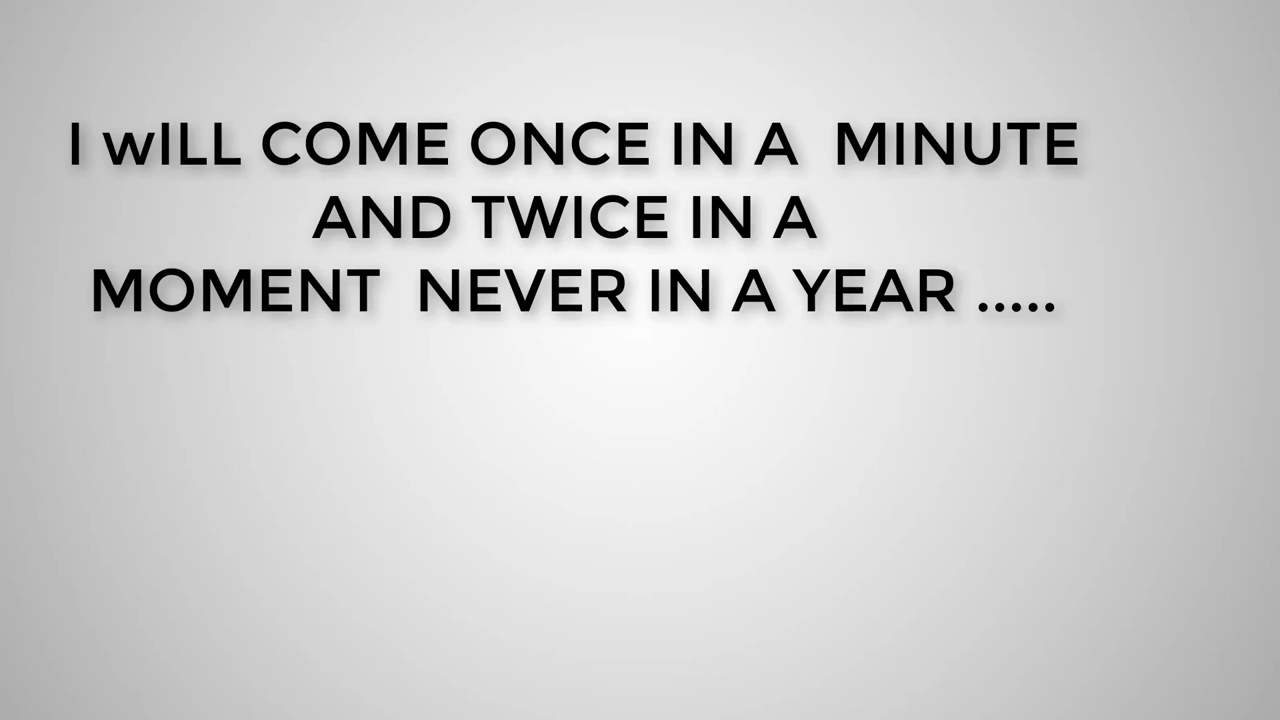 I wILL COME ONCE IN A MINUTE
AND TWICE IN A
MOMENT NEVER IN A YEAR .....